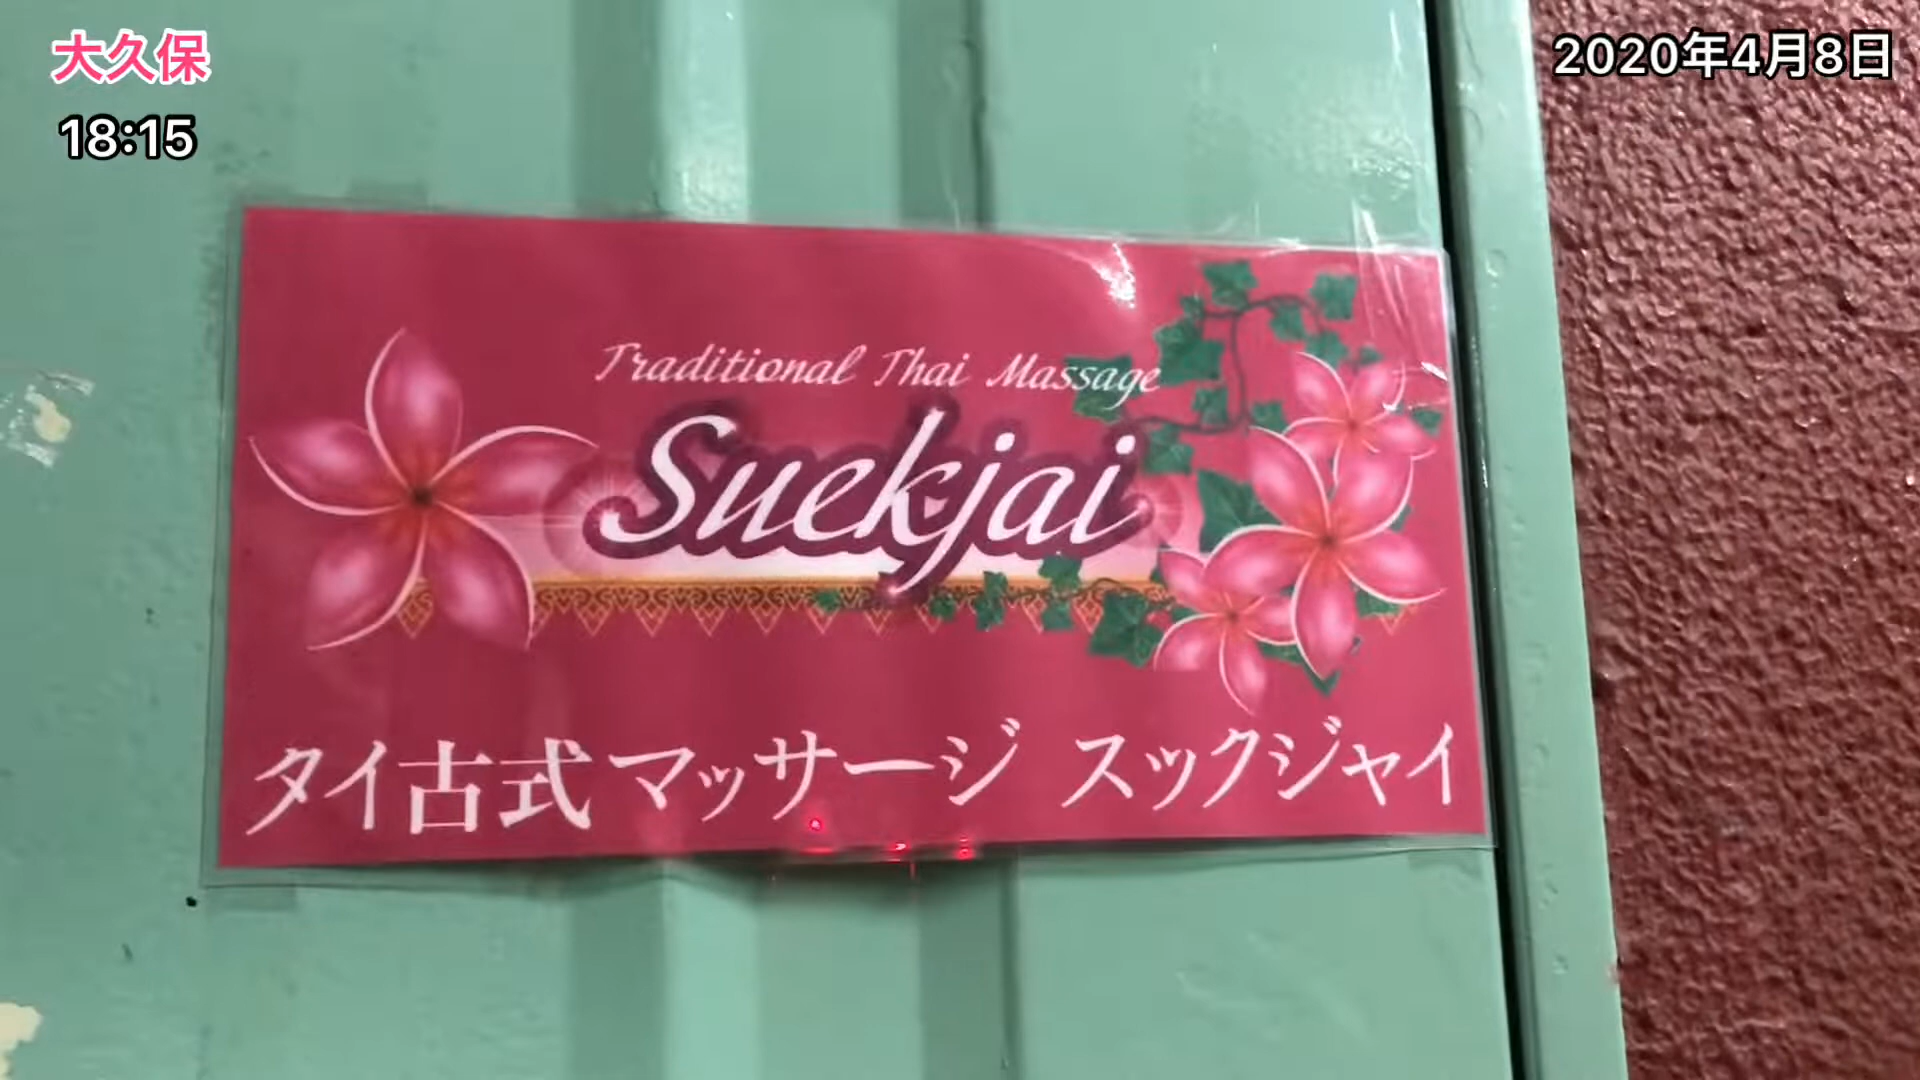 大久保
18:15
2020年4月8日
Traditional Thai Massage
Suekjai
タイ古式マッサージ スックジャイ